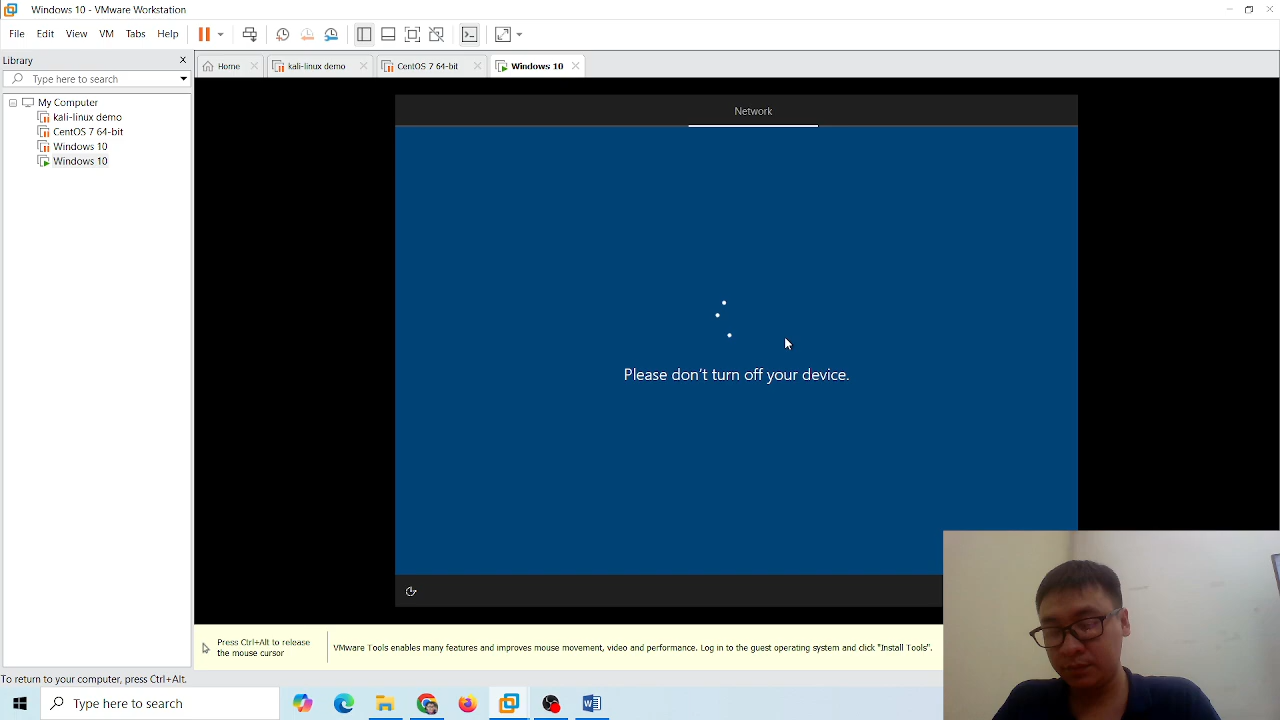 Windows 10 - VMware Workstation
File Edit View VM Tabs Help
Library
Type here to search
My Computer
kali-linux demo
CentOS 7 64-bit
Windows 10
Windows 10
Home kali-linux demo CentOS 7 64-bit Windows 10
Network
Please don't turn off your device.
Press Ctrl+Alt to release
the mouse cursor
VMware Tools enables many features and improves mouse movement, video and performance. Log in to the guest operating system and click "Install Tools".
To return to your computer, press Ctrl+Alt.
Type here to search